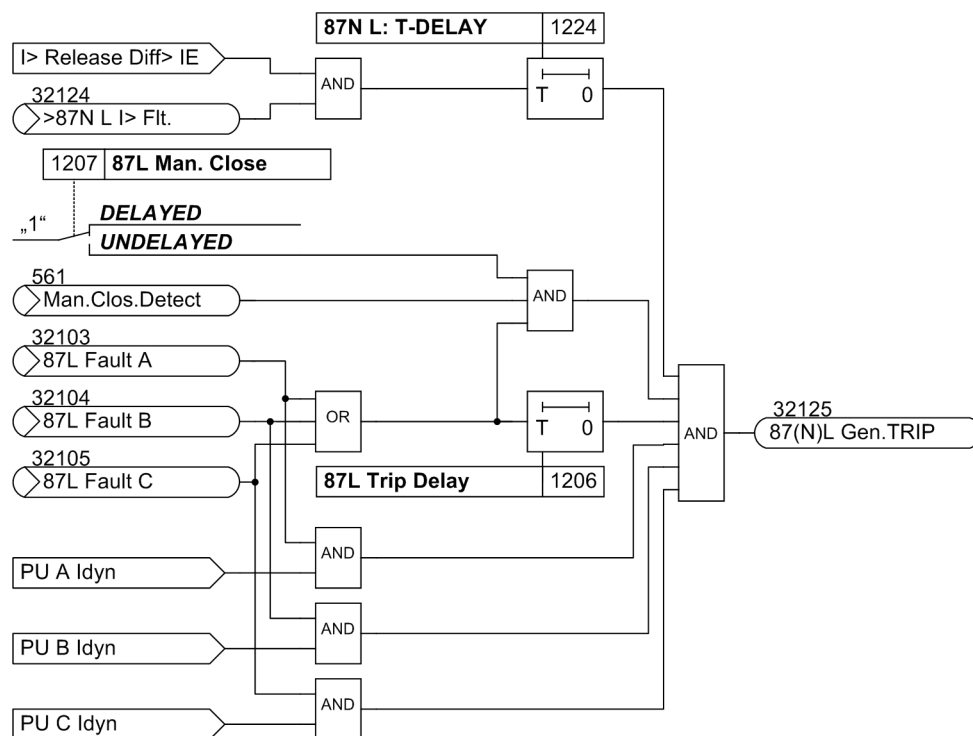 87N L: T-DELAY 1224
I> Release Diff> IE
AND
T 0
32124
>87N L I> Flt.
1207 87L Man. Close
„1“
DELAYED
UNDELAYED
561
Man.Clos.Detect
AND
32103
87L Fault A
32104
87L Fault B
OR
T 0
AND
32125
87(N)L Gen.TRIP
32105
87L Fault C
87L Trip Delay 1206
AND
PU A Idyn
AND
PU B Idyn
AND
PU C Idyn